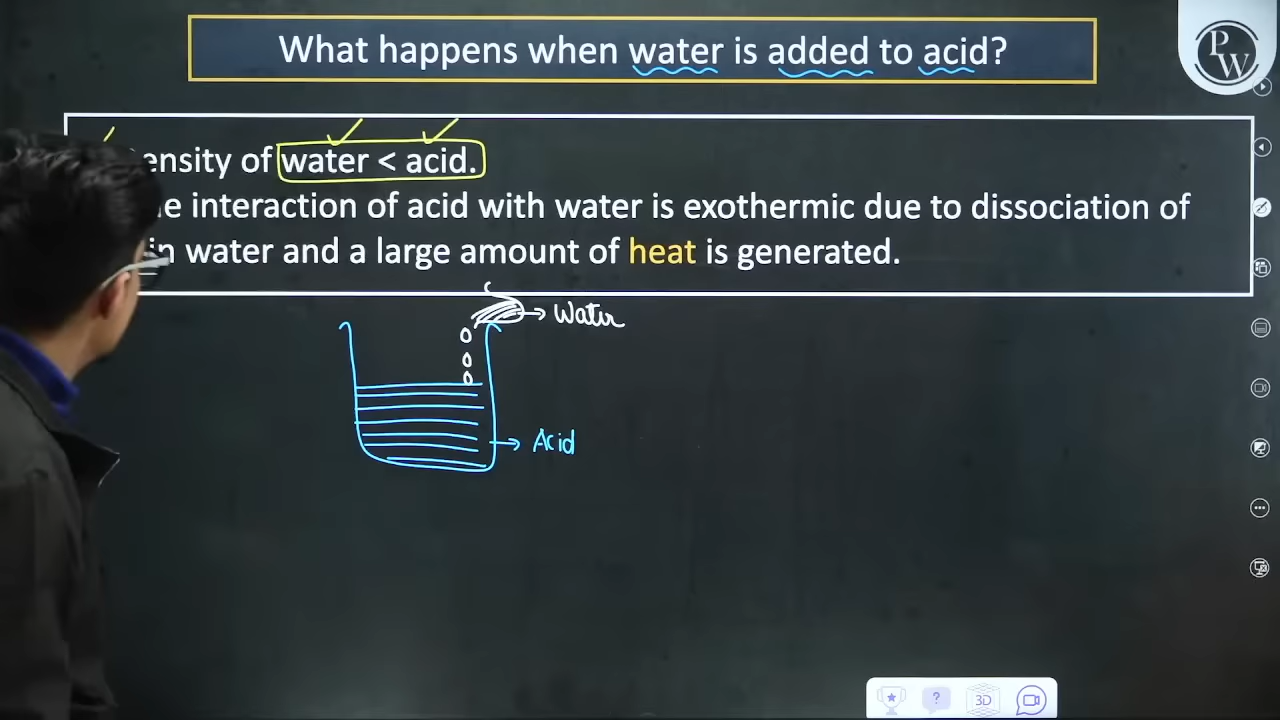 What happens when water is added to acid?
P
W
ensity of water < acid.
e interaction of acid with water is exothermic due to dissociation of
in water and a large amount of heat is generated.
Water
Acid
?
3D